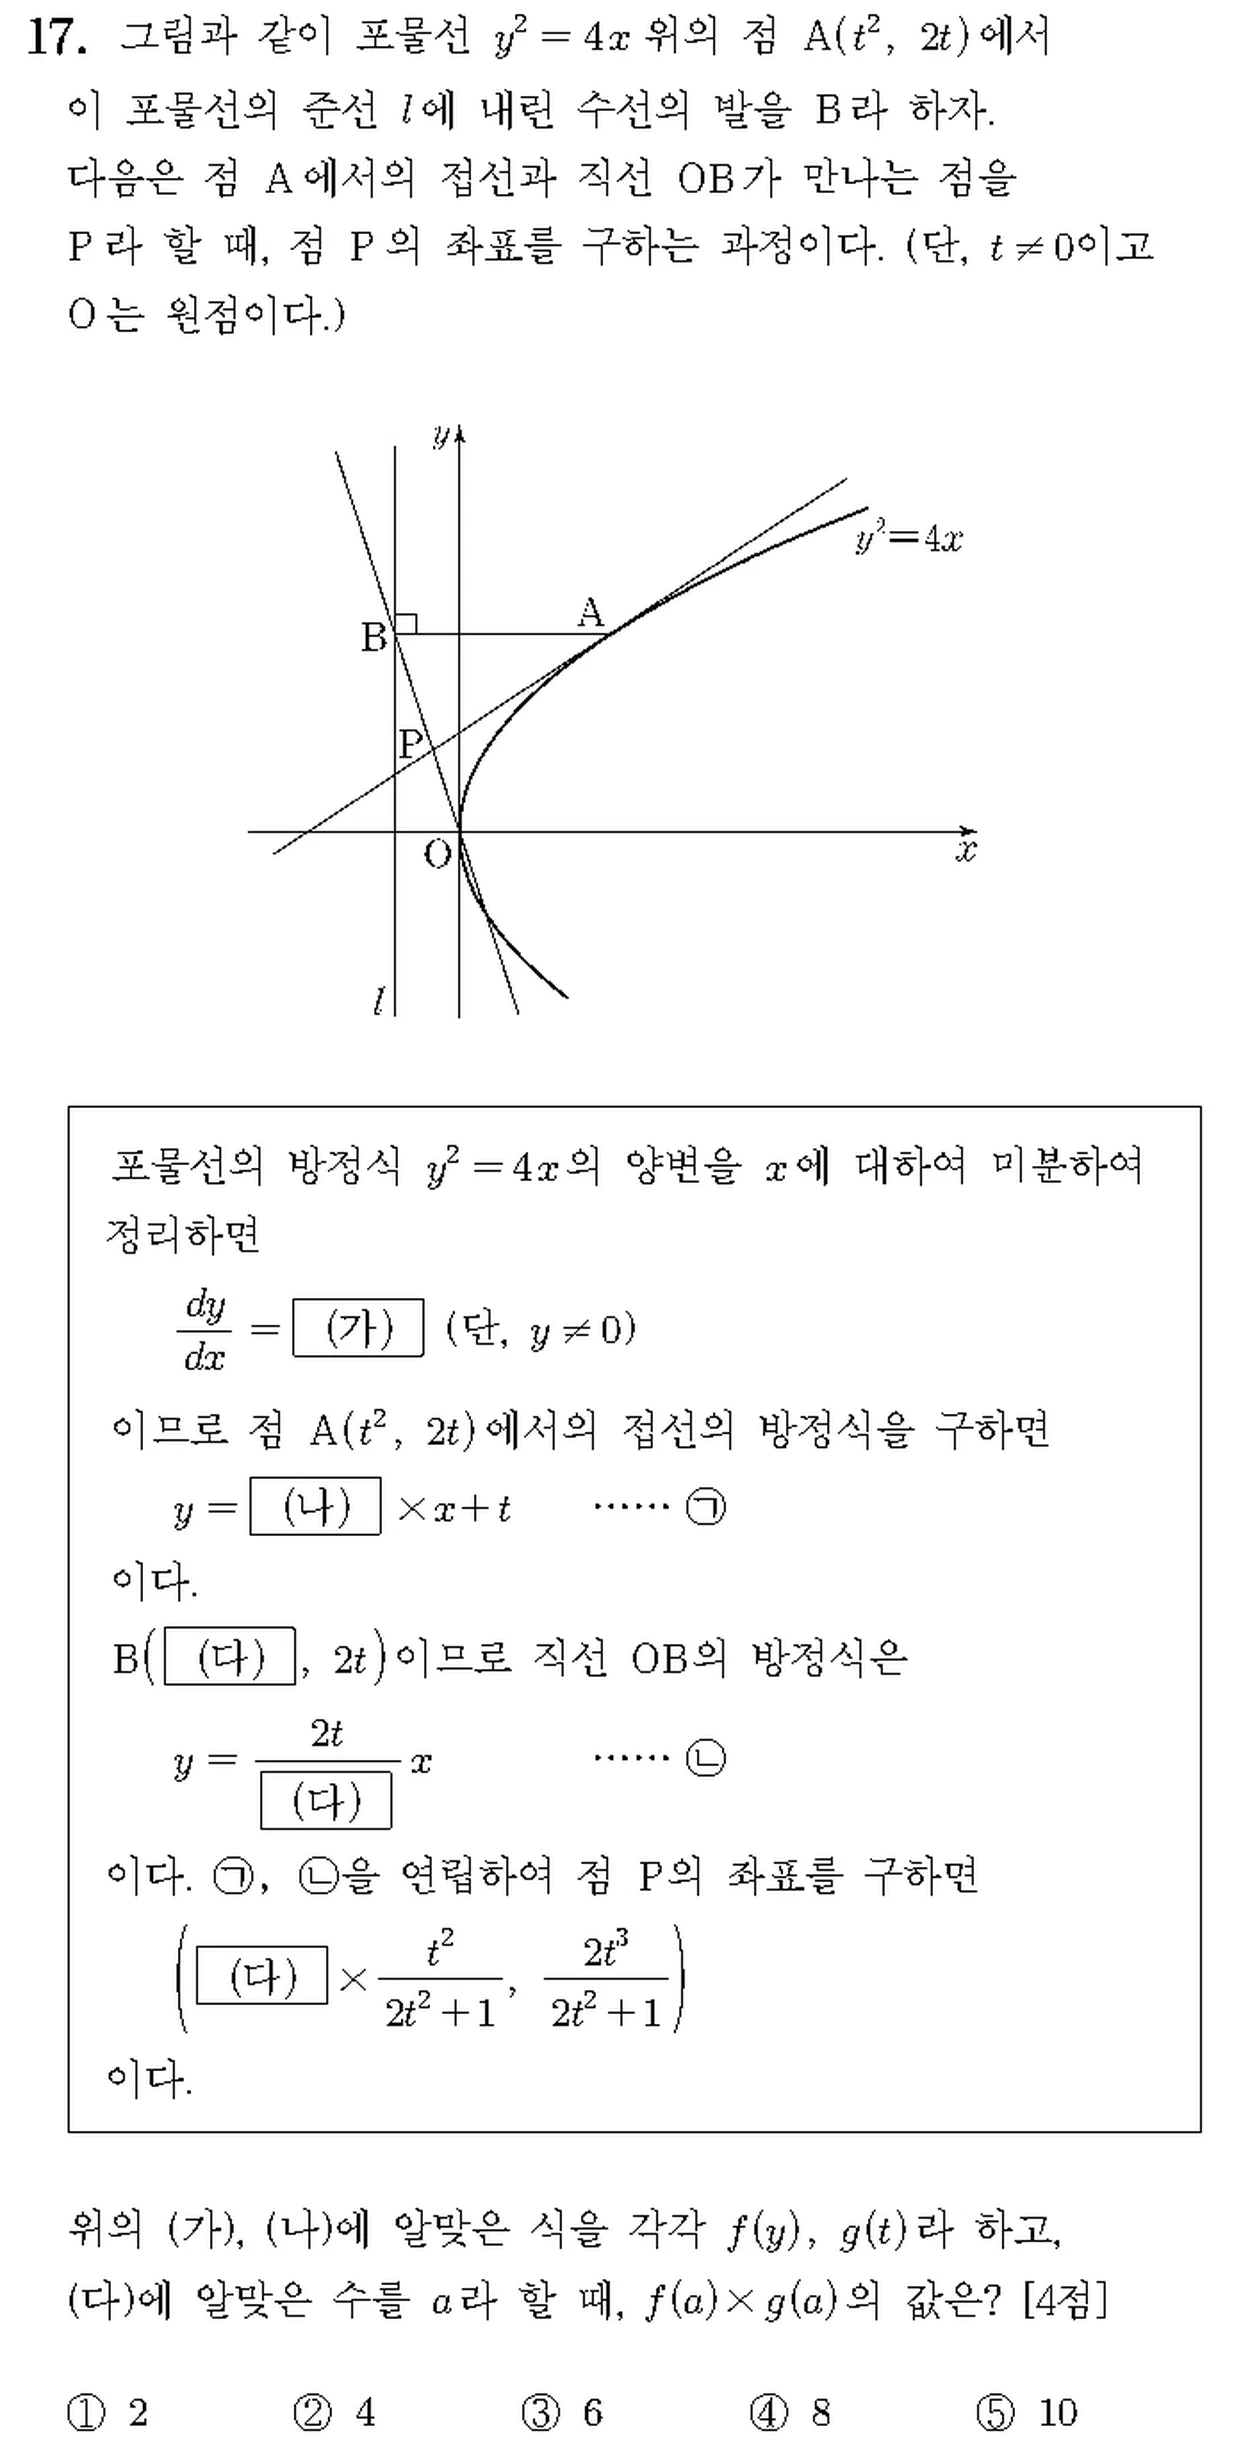 17. 그림과 같이 포물선 y² = 4x 위의 점 A(t², 2t)에서
이 포물선의 준선 l에 내린 수선의 발을 B라 하자.
다음은 점 A에서의 접선과 직선 OB가 만나는 점을
P라 할 때, 점 P의 좌표를 구하는 과정이다. (단, t ≠ 0이고
O는 원점이다.)
y
y²=4x
A
B
P
O
x
l
포물선의 방정식 y² = 4x의 양변을 x에 대하여 미분하여
정리하면
dy/dx = (가) (단, y ≠ 0)
이므로 점 A(t², 2t)에서의 접선의 방정식을 구하면
y = (나) × x + t ······ ㉠
이다.
B( (다) , 2t)이므로 직선 OB의 방정식은
y = 2t/(다) x ······ ㉡
이다. ㉠, ㉡을 연립하여 점 P의 좌표를 구하면
( (다) × t²/(2t²+1), 2t³/(2t²+1) )
이다.
위의 (가), (나)에 알맞은 식을 각각 f(y), g(t)라 하고,
(다)에 알맞은 수를 a라 할 때, f(a)×g(a)의 값은? [4점]
① 2 ② 4 ③ 6 ④ 8 ⑤ 10